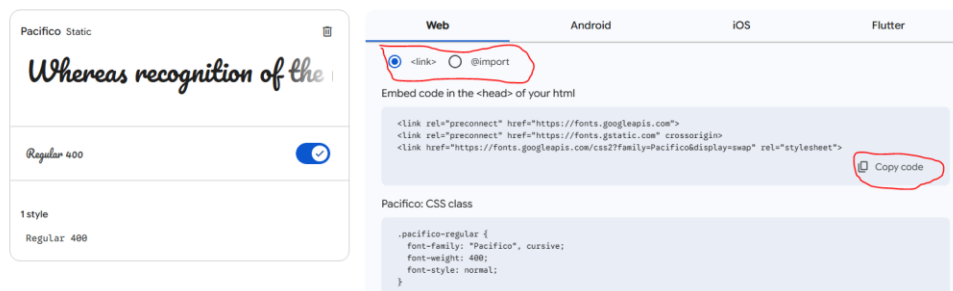 Pacifico Static
Whereas recognition of the
Regular 400
1 style
Regular 400
Web Android iOS Flutter
<link> @import
Embed code in the <head> of your html
<link rel="preconnect" href="https://fonts.googleapis.com">
<link rel="preconnect" href="https://fonts.gstatic.com" crossorigin>
<link href="https://fonts.googleapis.com/css2?family=Pacifico&display=swap" rel="stylesheet">
Copy code
Pacifico: CSS class
.pacifico-regular {
font-family: "Pacifico", cursive;
font-weight: 400;
font-style: normal;
}